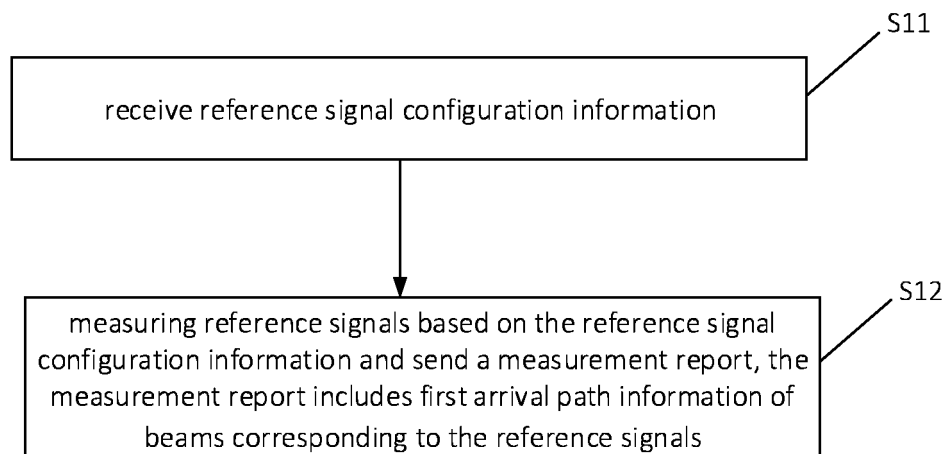 S11
receive reference signal configuration information
S12
measuring reference signals based on the reference signal
configuration information and send a measurement report, the
measurement report includes first arrival path information of
beams corresponding to the reference signals